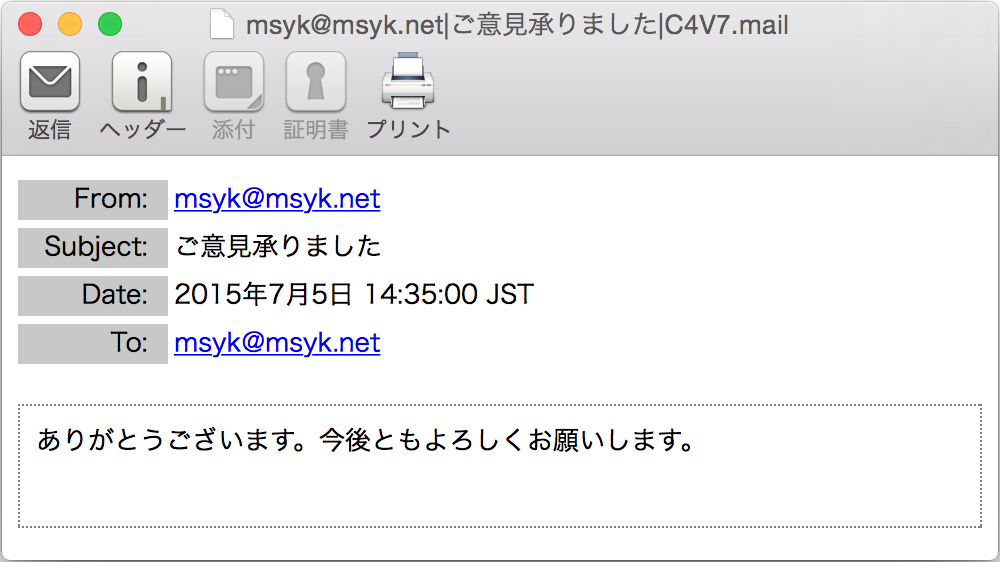 msyk@msyk.net|ご意見承りました|C4V7.mail
返信 ヘッダー 添付 証明書 プリント
From: msyk@msyk.net
Subject: ご意見承りました
Date: 2015年7月5日 14:35:00 JST
To: msyk@msyk.net
ありがとうございます。今後ともよろしくお願いします。